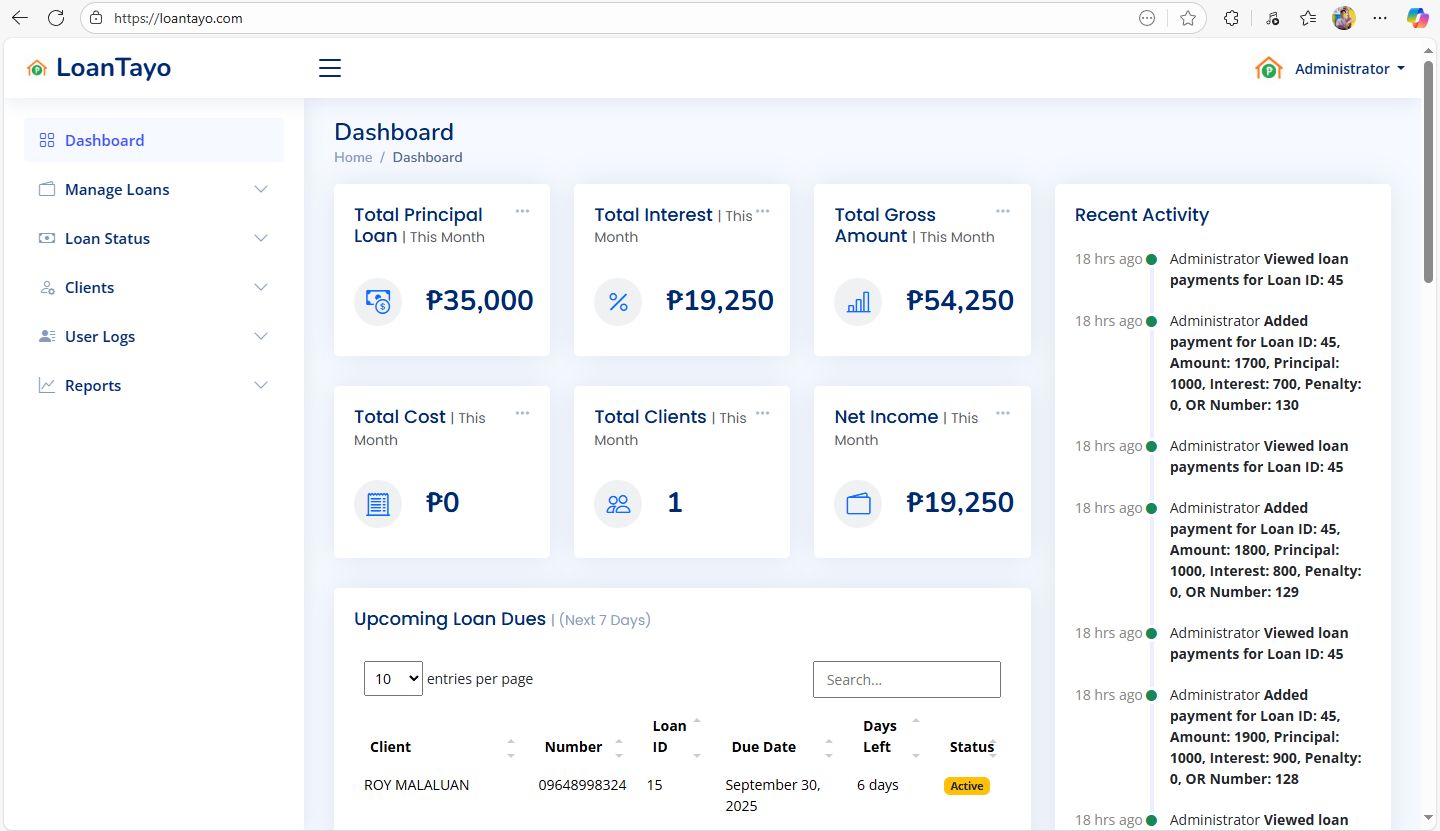 https://loantayo.com
LoanTayo
Administrator
Dashboard
Manage Loans
Loan Status
Clients
User Logs
Reports
Dashboard
Home / Dashboard
Total Principal
Loan | This Month
₱35,000
Total Interest | This
Month
₱19,250
Total Gross
Amount | This Month
₱54,250
Total Cost | This
Month
₱0
Total Clients | This
Month
1
Net Income | This
Month
₱19,250
Upcoming Loan Dues | (Next 7 Days)
10 entries per page
Search...
Client Number Loan ID Due Date Days Left Status
ROY MALALUAN 09648998324 15 September 30, 6 days Active
2025
Recent Activity
18 hrs ago Administrator Viewed loan
payments for Loan ID: 45
18 hrs ago Administrator Added
payment for Loan ID: 45,
Amount: 1700, Principal:
1000, Interest: 700, Penalty:
0, OR Number: 130
18 hrs ago Administrator Viewed loan
payments for Loan ID: 45
18 hrs ago Administrator Added
payment for Loan ID: 45,
Amount: 1800, Principal:
1000, Interest: 800, Penalty:
0, OR Number: 129
18 hrs ago Administrator Viewed loan
payments for Loan ID: 45
18 hrs ago Administrator Added
payment for Loan ID: 45,
Amount: 1900, Principal:
1000, Interest: 900, Penalty:
0, OR Number: 128
18 hrs ago Administrator Viewed loan